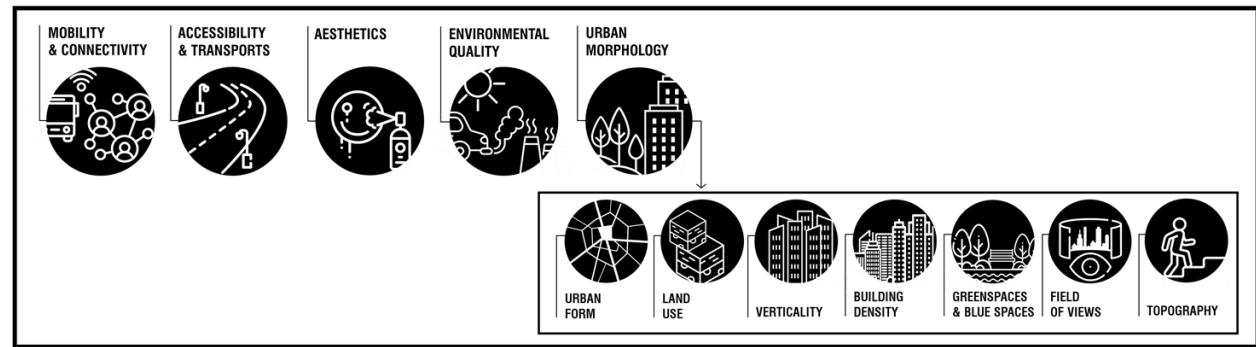 MOBILITY
& CONNECTIVITY
ACCESSIBILITY
& TRANSPORTS
AESTHETICS
ENVIRONMENTAL
QUALITY
URBAN
MORPHOLOGY
URBAN
FORM
LAND
USE
VERTICALITY
BUILDING
DENSITY
GREENSPACES
& BLUE SPACES
FIELD
OF VIEWS
TOPOGRAPHY